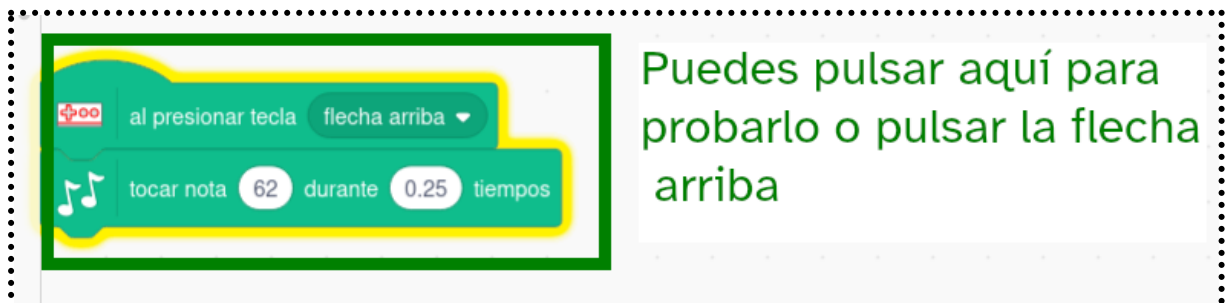 al presionar tecla flecha arriba
tocar nota 62 durante 0.25 tiempos
Puedes pulsar aquí para
probarlo o pulsar la flecha
arriba